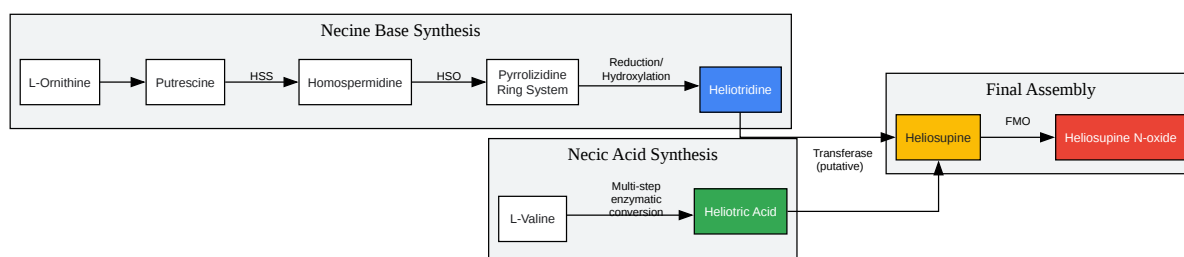 Necine Base Synthesis
L-Ornithine
Putrescine
HSS
Homospermidine
HSO
Pyrrolizidine
Ring System
Reduction/
Hydroxylation
Heliotridine
Necic Acid Synthesis
L-Valine
Multi-step
enzymatic
conversion
Heliotric Acid
Transferase
(putative)
Final Assembly
Heliosupine
FMO
Heliosupine N-oxide